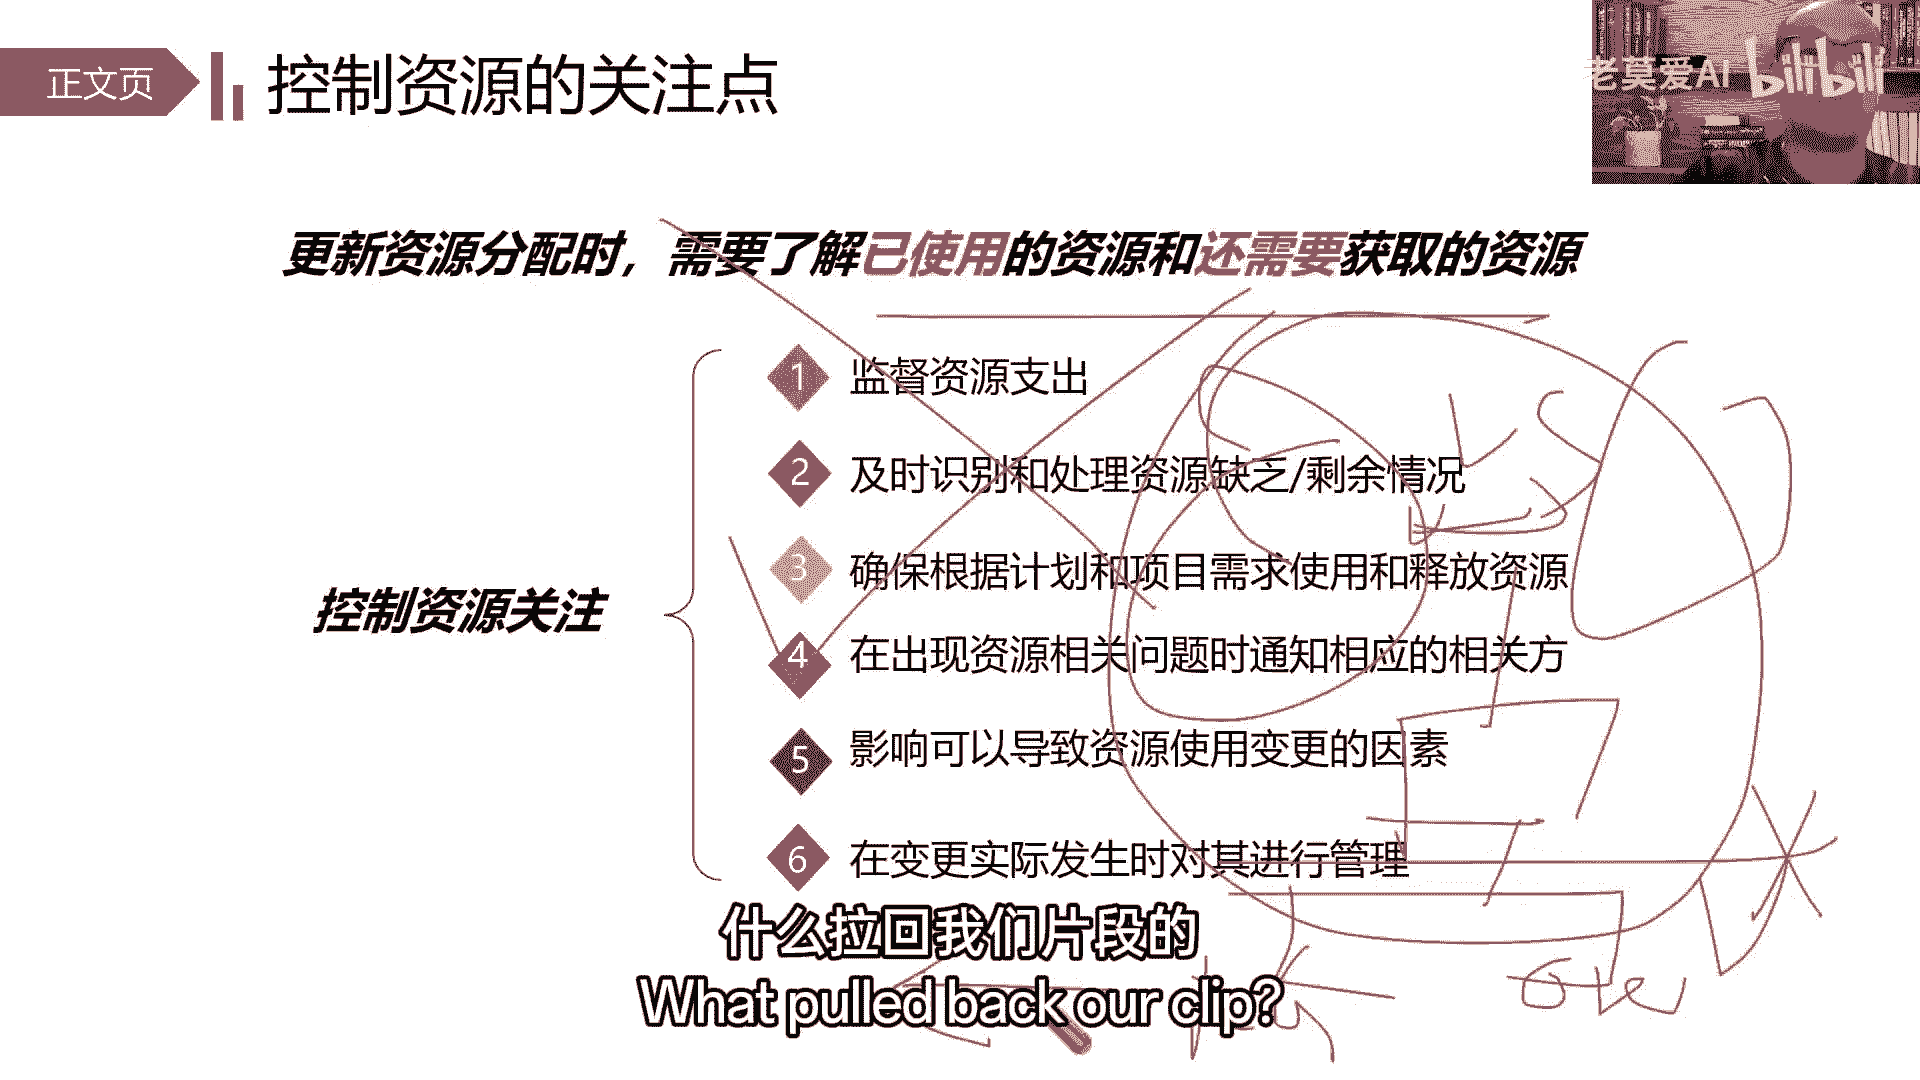 正文页
控制资源的关注点
老莫爱AI bilibili
更新资源分配时，需要了解已使用的资源和还需要获取的资源
控制资源关注
1 监督资源支出
2 及时识别和处理资源缺乏/剩余情况
3 确保根据计划和项目需求使用和释放资源
4 在出现资源相关问题时通知相应的相关方
5 影响可以导致资源使用变更的因素
6 在变更实际发生时对其进行管理
什么拉回我们片段的
What pulled back our clip?